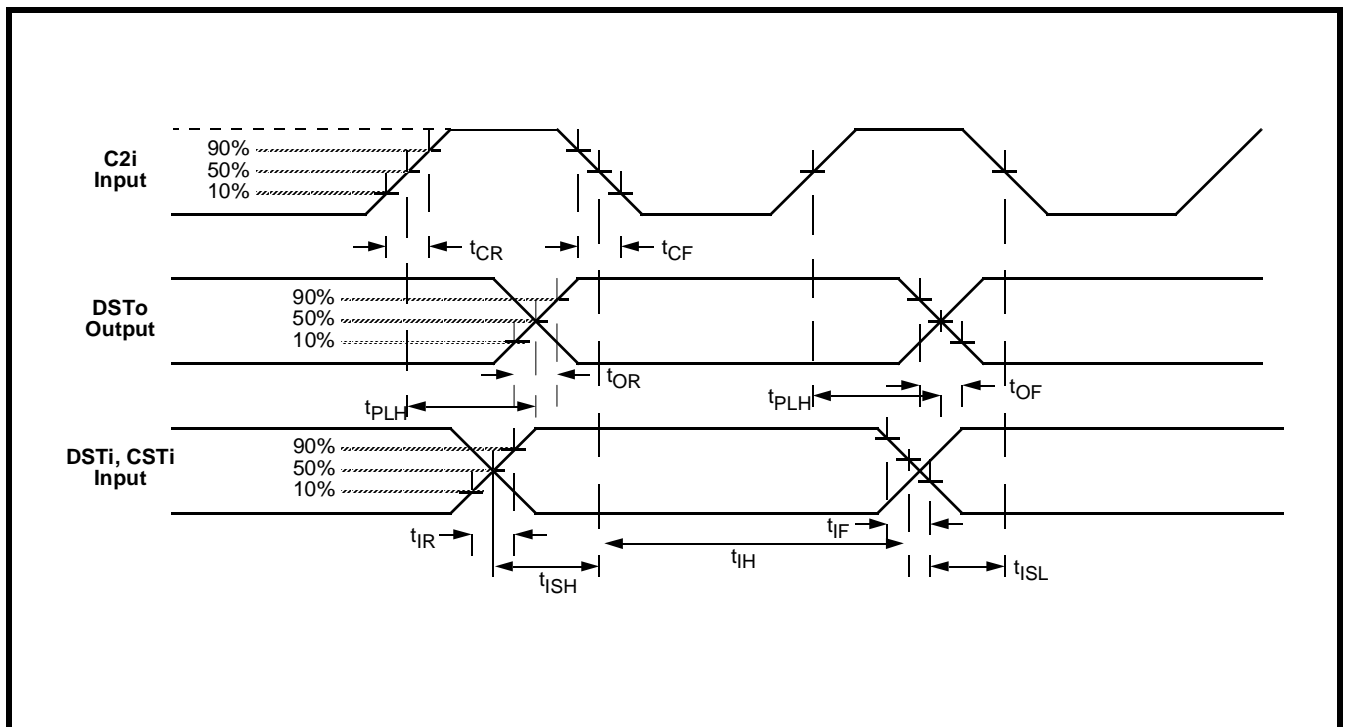 C2i
Input
90%
50%
10%
tCR
tCF
DSTo
Output
90%
50%
10%
tOR
tOF
tPLH
tPLH
DSTi, CSTi
Input
90%
50%
10%
tIR
tIF
tISH
tIH
tISL